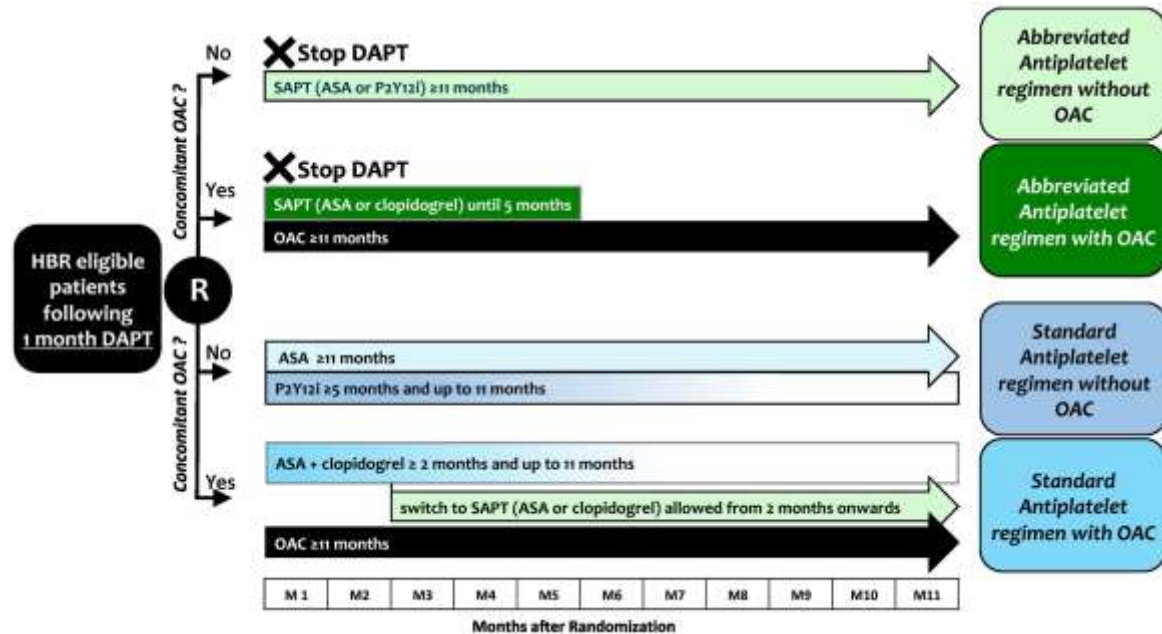 No
Stop DAPT
SAPT (ASA or P2Y12i) ≥11 months
Abbreviated
Antiplatelet
regimen without
OAC
Concomitant OAC ?
Yes
Stop DAPT
SAPT (ASA or clopidogrel) until 5 months
OAC ≥11 months
Abbreviated
Antiplatelet
regimen with OAC
HBR eligible
patients
following
1 month DAPT
R
Concomitant OAC ?
No
ASA ≥11 months
P2Y12i ≥5 months and up to 11 months
Standard
Antiplatelet
regimen without
OAC
Yes
ASA + clopidogrel ≥ 2 months and up to 11 months
switch to SAPT (ASA or clopidogrel) allowed from 2 months onwards
OAC ≥11 months
Standard
Antiplatelet
regimen with OAC
M 1 M2 M3 M4 M5 M6 M7 M8 M9 M10 M11
Months after Randomization